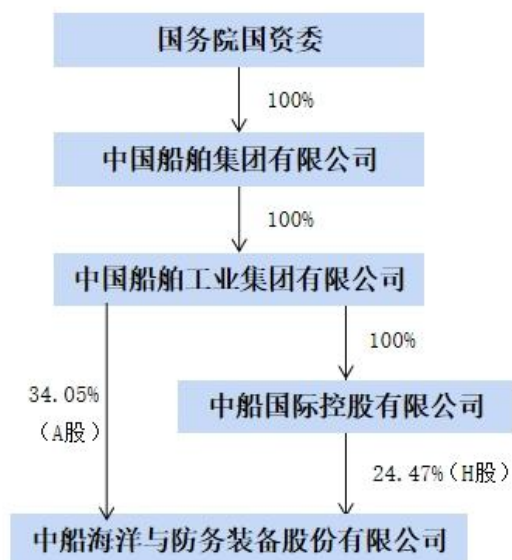 国务院国资委
100%
中国船舶集团有限公司
100%
中国船舶工业集团有限公司
100%
34.05%
（A股）
中船国际控股有限公司
24.47%(H股)
中船海洋与防务装备股份有限公司